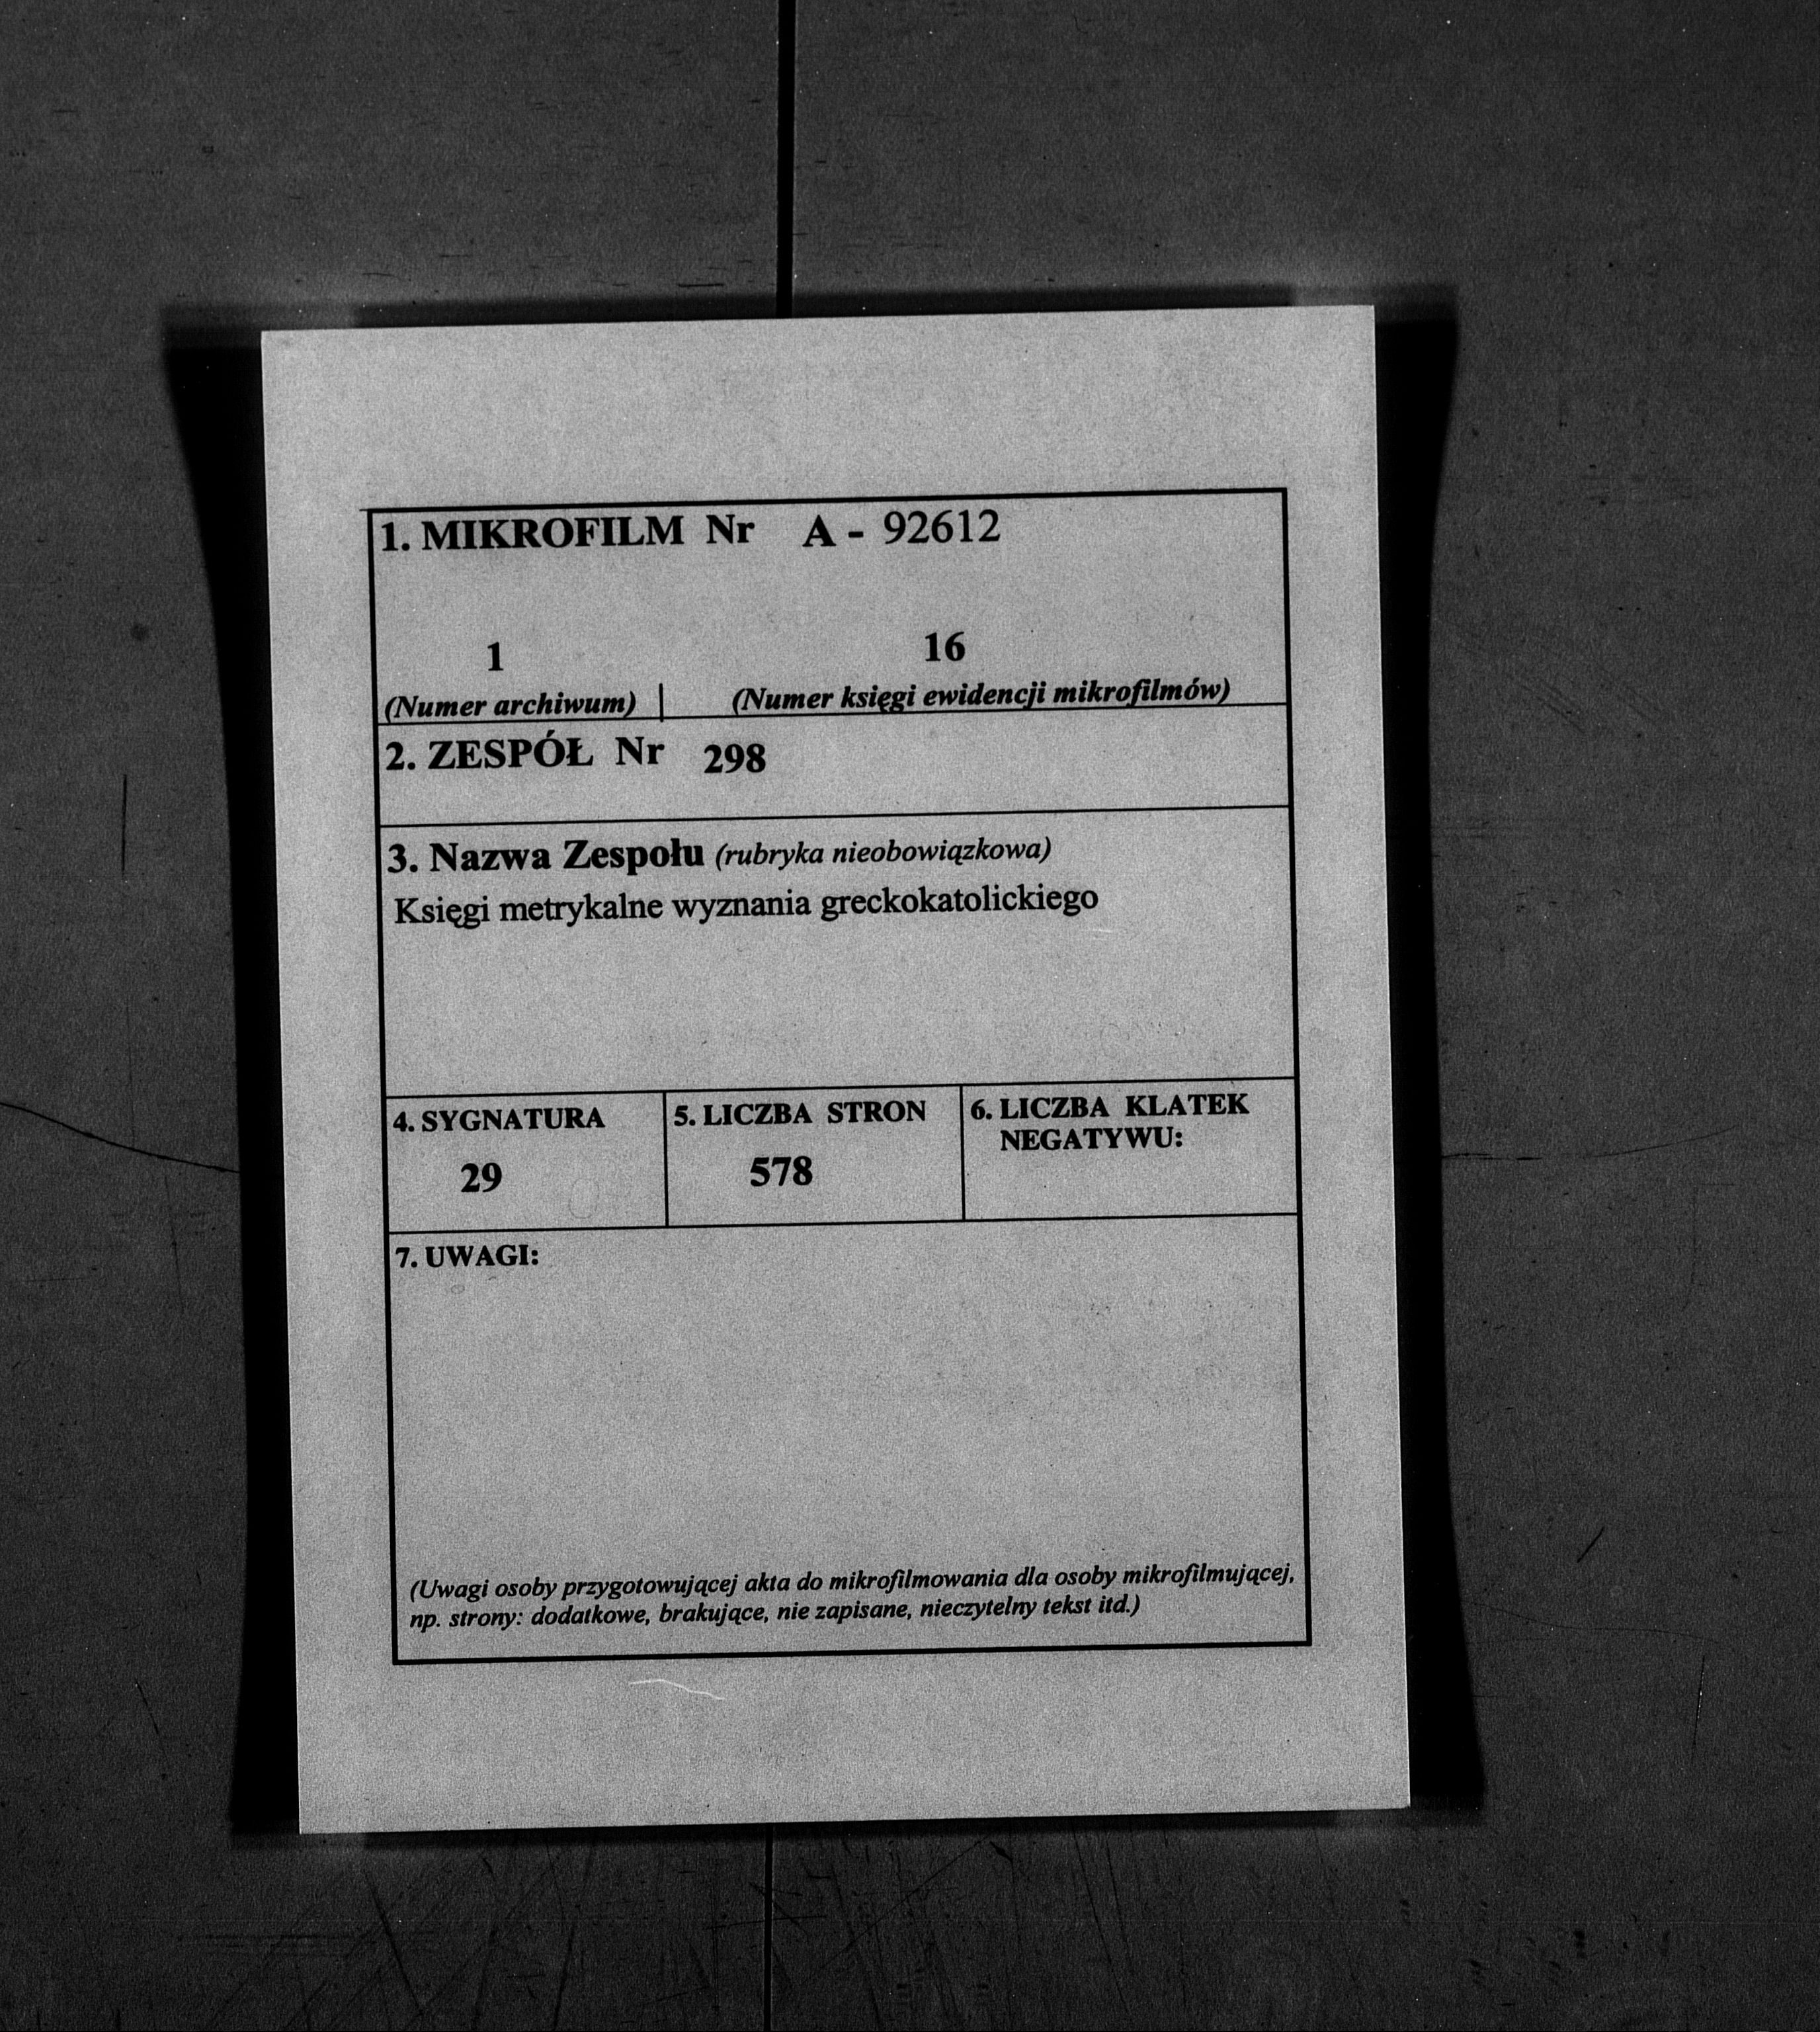 1. MIKROFILM Nr A - 92612
1 16
(Numer archiwum) | (Numer księgi ewidencji mikrofilmów)
2. ZESPÓŁ Nr 298
3. Nazwa Zespołu (rubryka nieobowiązkowa)
Księgi metrykalne wyznania greckokatolickiego
4. SYGNATURA
29
5. LICZBA STRON
578
6. LICZBA KLATEK
NEGATYWU:
7. UWAGI:
(Uwagi osoby przygotowującej akta do mikrofilmowania dla osoby mikrofilmującej,
np. strony: dodatkowe, brakujące, nie zapisane, nieczytelny tekst itd.)